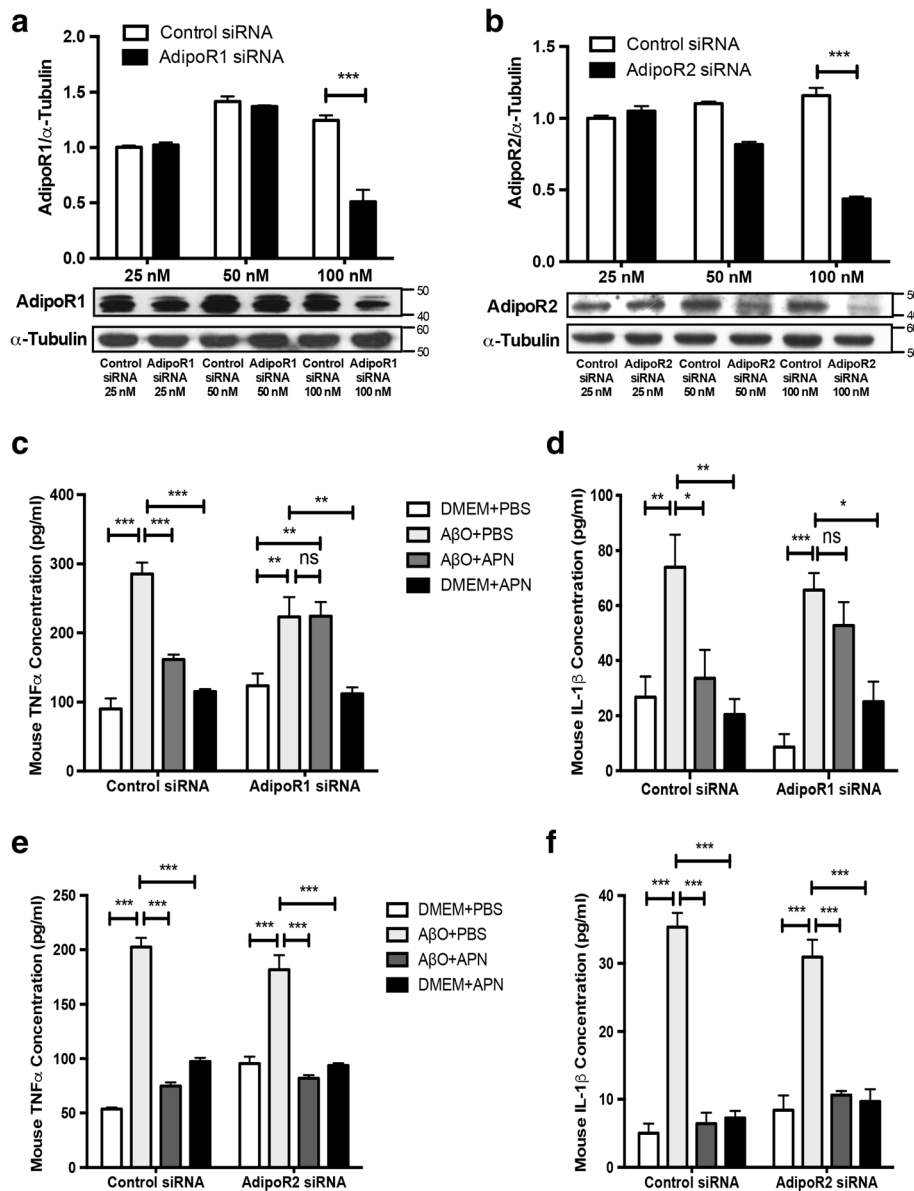 a
Control siRNA
AdipoR1 siRNA
***
AdipoR1/α-Tubulin
2.0
1.5
1.0
0.5
0.0
25 nM 50 nM 100 nM
AdipoR1
50
40
α-Tubulin
60
50
Control AdipoR1 Control AdipoR1 Control AdipoR1
siRNA siRNA siRNA siRNA siRNA siRNA
25 nM 25 nM 50 nM 50 nM 100 nM 100 nM
b
Control siRNA
AdipoR2 siRNA
***
AdipoR2/α-Tubulin
1.5
1.0
0.5
0.0
25 nM 50 nM 100 nM
AdipoR2
50
40
α-Tubulin
60
50
Control AdipoR2 Control AdipoR2 Control AdipoR2
siRNA siRNA siRNA siRNA siRNA siRNA
25 nM 25 nM 50 nM 50 nM 100 nM 100 nM
c
Mouse TNFα Concentration (pg/ml)
400
300
200
100
0
***
*** ***
**
**
** ns
Control siRNA AdipoR1 siRNA
DMEM+PBS
AβO+PBS
AβO+APN
DMEM+APN
d
Mouse IL-1β Concentration (pg/ml)
100
80
60
40
20
0
**
** *
*
*** ns
Control siRNA AdipoR1 siRNA
e
Mouse TNFα Concentration (pg/ml)
250
200
150
100
50
0
***
*** ***
***
*** ***
Control siRNA AdipoR2 siRNA
DMEM+PBS
AβO+PBS
AβO+APN
DMEM+APN
f
Mouse IL-1β Concentration (pg/ml)
40
30
20
10
0
***
*** ***
***
*** ***
Control siRNA AdipoR2 siRNA